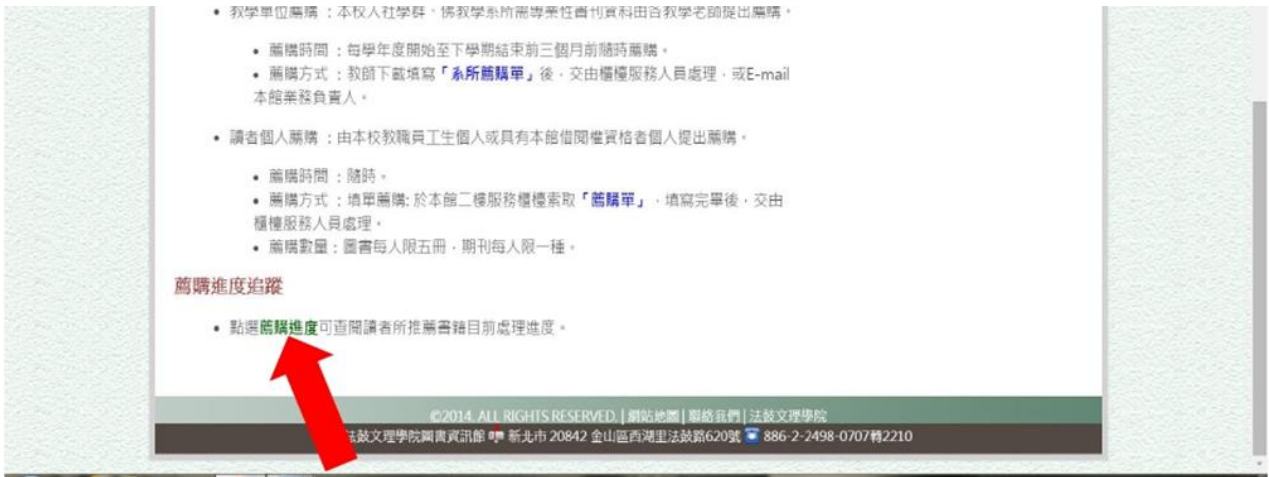 教學單位薦購 ：本校人社學群、佛教學系所需專業性書刊資料由各教學老師提出薦購。
薦購時間 ：每學年度開始至下學期結束前三個月前隨時薦購。
薦購方式 ：教師下載填寫「系所薦購單」後，交由櫃檯服務人員處理，或E-mail
本館業務負責人。
讀者個人薦購 ：由本校教職員工生個人或具有本館借閱權資格者個人提出薦購。
薦購時間 ：隨時。
薦購方式 ：填單薦購: 於本館二樓服務櫃檯索取「薦購單」，填寫完畢後，交由
櫃檯服務人員處理。
薦購數量：圖書每人限五冊，期刊每人限一種。
薦購進度追蹤
點選薦購進度可查閱讀者所推薦書籍目前處理進度。
©2014. ALL RIGHTS RESERVED. | 網站地圖 | 聯絡我們 | 法鼓文理學院
法鼓文理學院圖書資訊館 新北市 20842 金山區西湖里法鼓路620號 886-2-2498-0707轉2210